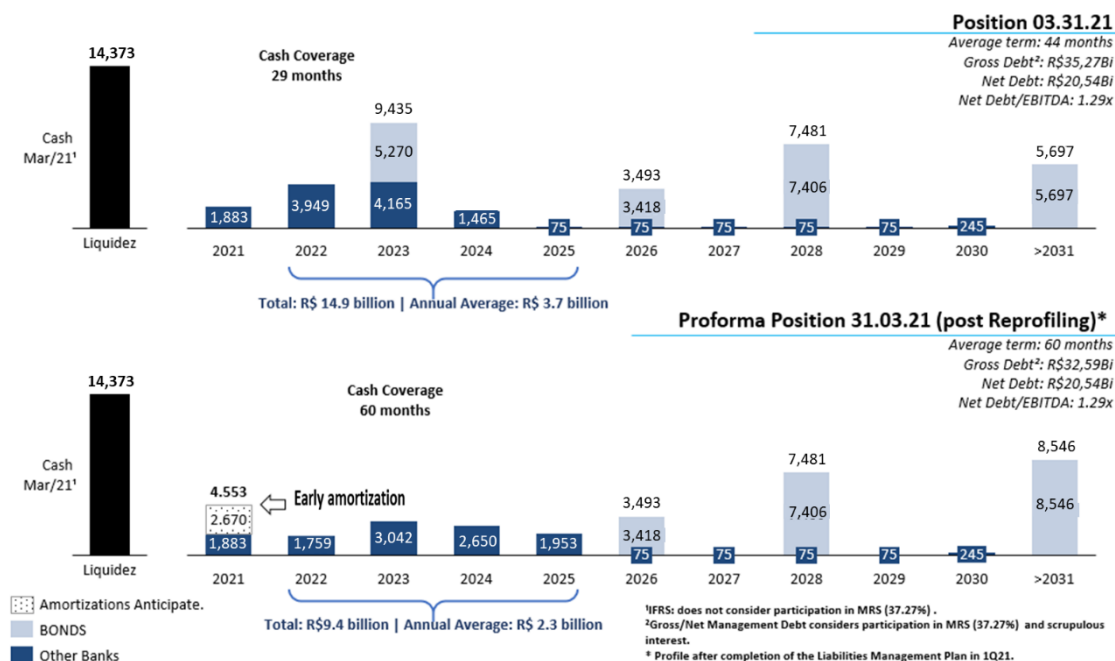 Position 03.31.21
Average term: 44 months
Gross Debt²: R$35,27Bi
Net Debt: R$20,54Bi
Net Debt/EBITDA: 1.29x
14,373
Cash Coverage
29 months
Cash
Mar/21¹
9,435
5,270
7,481
7,406
5,697
5,697
3,493
3,418
1,883
3,949
4,165
1,465
75
75
75
75
75
245
Liquidez
2021
2022
2023
2024
2025
2026
2027
2028
2029
2030
>2031
Total: R$ 14.9 billion | Annual Average: R$ 3.7 billion
Proforma Position 31.03.21 (post Reprofiling)*
Average term: 60 months
Gross Debt²: R$32,59Bi
Net Debt: R$20,54Bi
Net Debt/EBITDA: 1.29x
14,373
Cash Coverage
60 months
Cash
Mar/21¹
4.553
Early amortization
2.670
7,481
7,406
8,546
8,546
3,493
3,418
1,883
1,759
3,042
2,650
1,953
75
75
75
75
245
Liquidez
2021
2022
2023
2024
2025
2026
2027
2028
2029
2030
>2031
Total: R$9.4 billion | Annual Average: R$ 2.3 billion
Amortizations Anticipate.
BONDS
Other Banks
¹IFRS: does not consider participation in MRS (37.27%) .
²Gross/Net Management Debt considers participation in MRS (37.27%) and scrupulous
interest.
* Profile after completion of the Liabilities Management Plan in 1Q21.